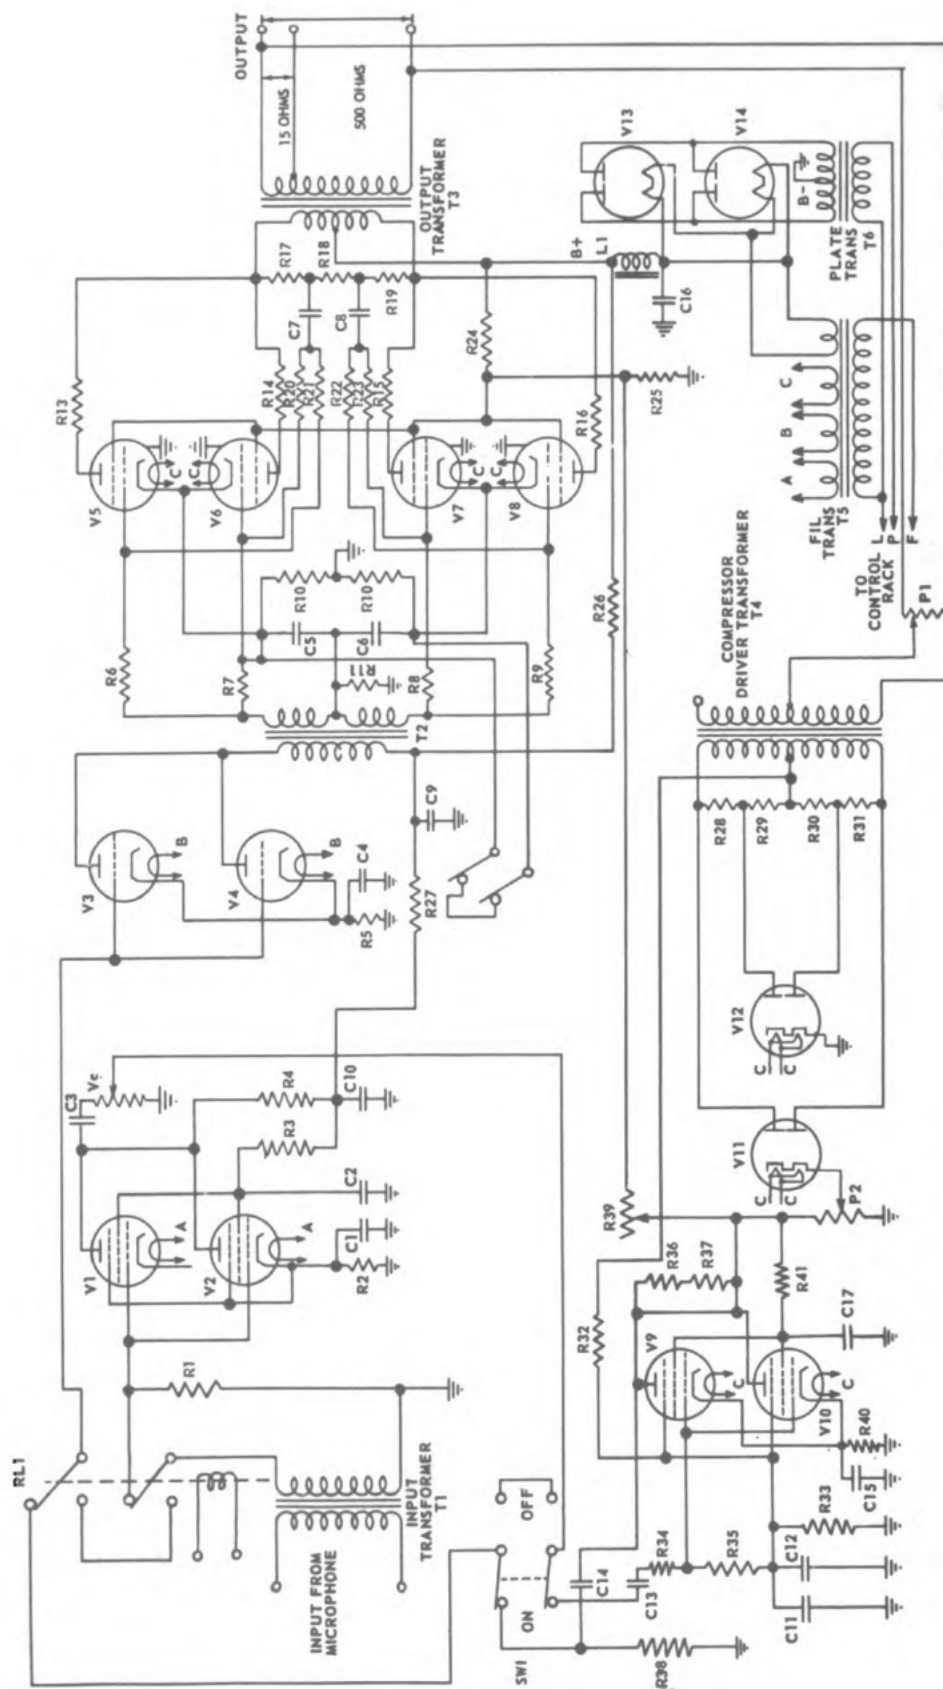 OUTPUT
15 OHMS
500 OHMS
OUTPUT
TRANSFORMER
T3
R17
R18
R19
C7
C8
R13
R14
R20
R21
R22
R23
R15
R16
R24
R25
B+
L1
C16
V13
V14
B-
PLATE
TRANS
T6
V5
V6
V7
V8
C
C
C
C
R10
R10
C5
C6
R11
R6
R7
R8
R9
T2
R26
A
B
C
FIL
TRANS
T5
TO
CONTROL
RACK
L
P
F
P1
COMPRESSOR
DRIVER TRANSFORMER
T4
V3
V4
B
B
C4
R5
C9
R27
R28
R29
R30
R31
V12
C
C
V11
C
C
P2
C3
R4
R3
C10
C2
C1
R2
V1
V2
A
A
R1
R39
R36
R37
R41
C17
R32
V9
V10
C
C
R40
C15
R33
C12
C11
R34
R35
C13
C14
R38
RL1
INPUT
TRANSFORMER
T1
INPUT FROM
MICROPHONE
OFF
ON
SW1